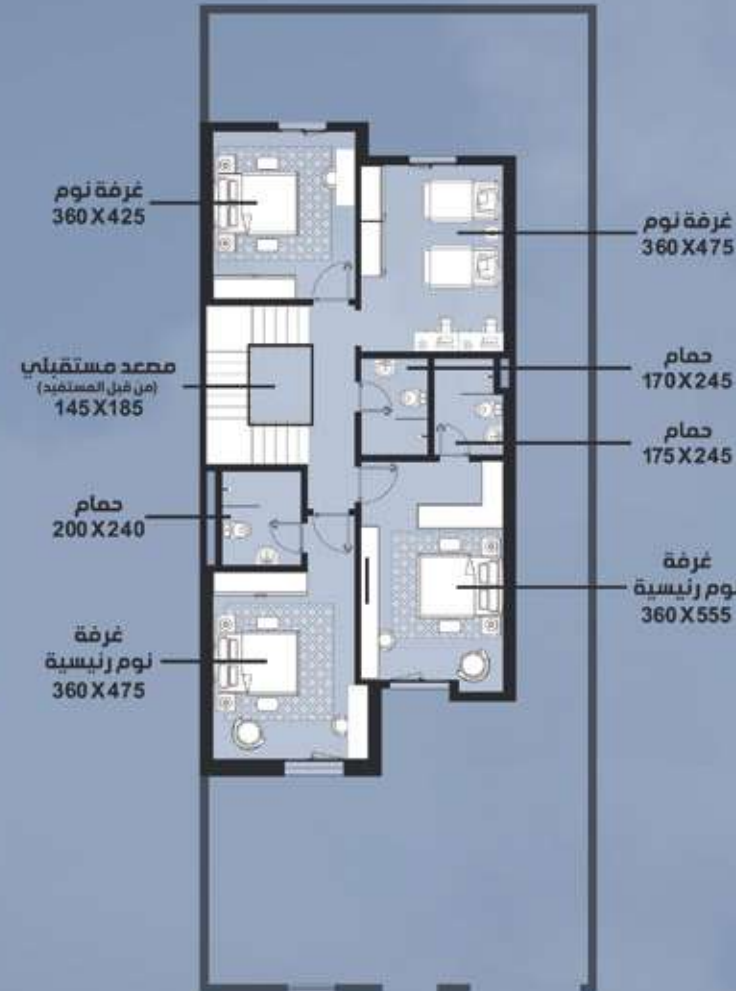 غرفة نوم
360X425
غرفة نوم
360X475
مصعد مستقبلي
(من قبل المستفيد)
145X185
حمام
170X245
حمام
175X245
حمام
200X240
غرفة
نوم رئيسية
360X555
غرفة
نوم رئيسية
360X475